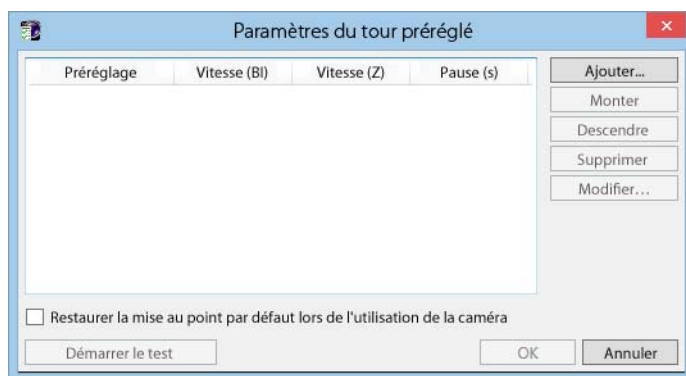 Paramètres du tour préréglé
Préréglage Vitesse (BI) Vitesse (Z) Pause (s)
Ajouter...
Monter
Descendre
Supprimer
Modifier...
Restaurer la mise au point par défaut lors de l'utilisation de la caméra
Démarrer le test OK Annuler